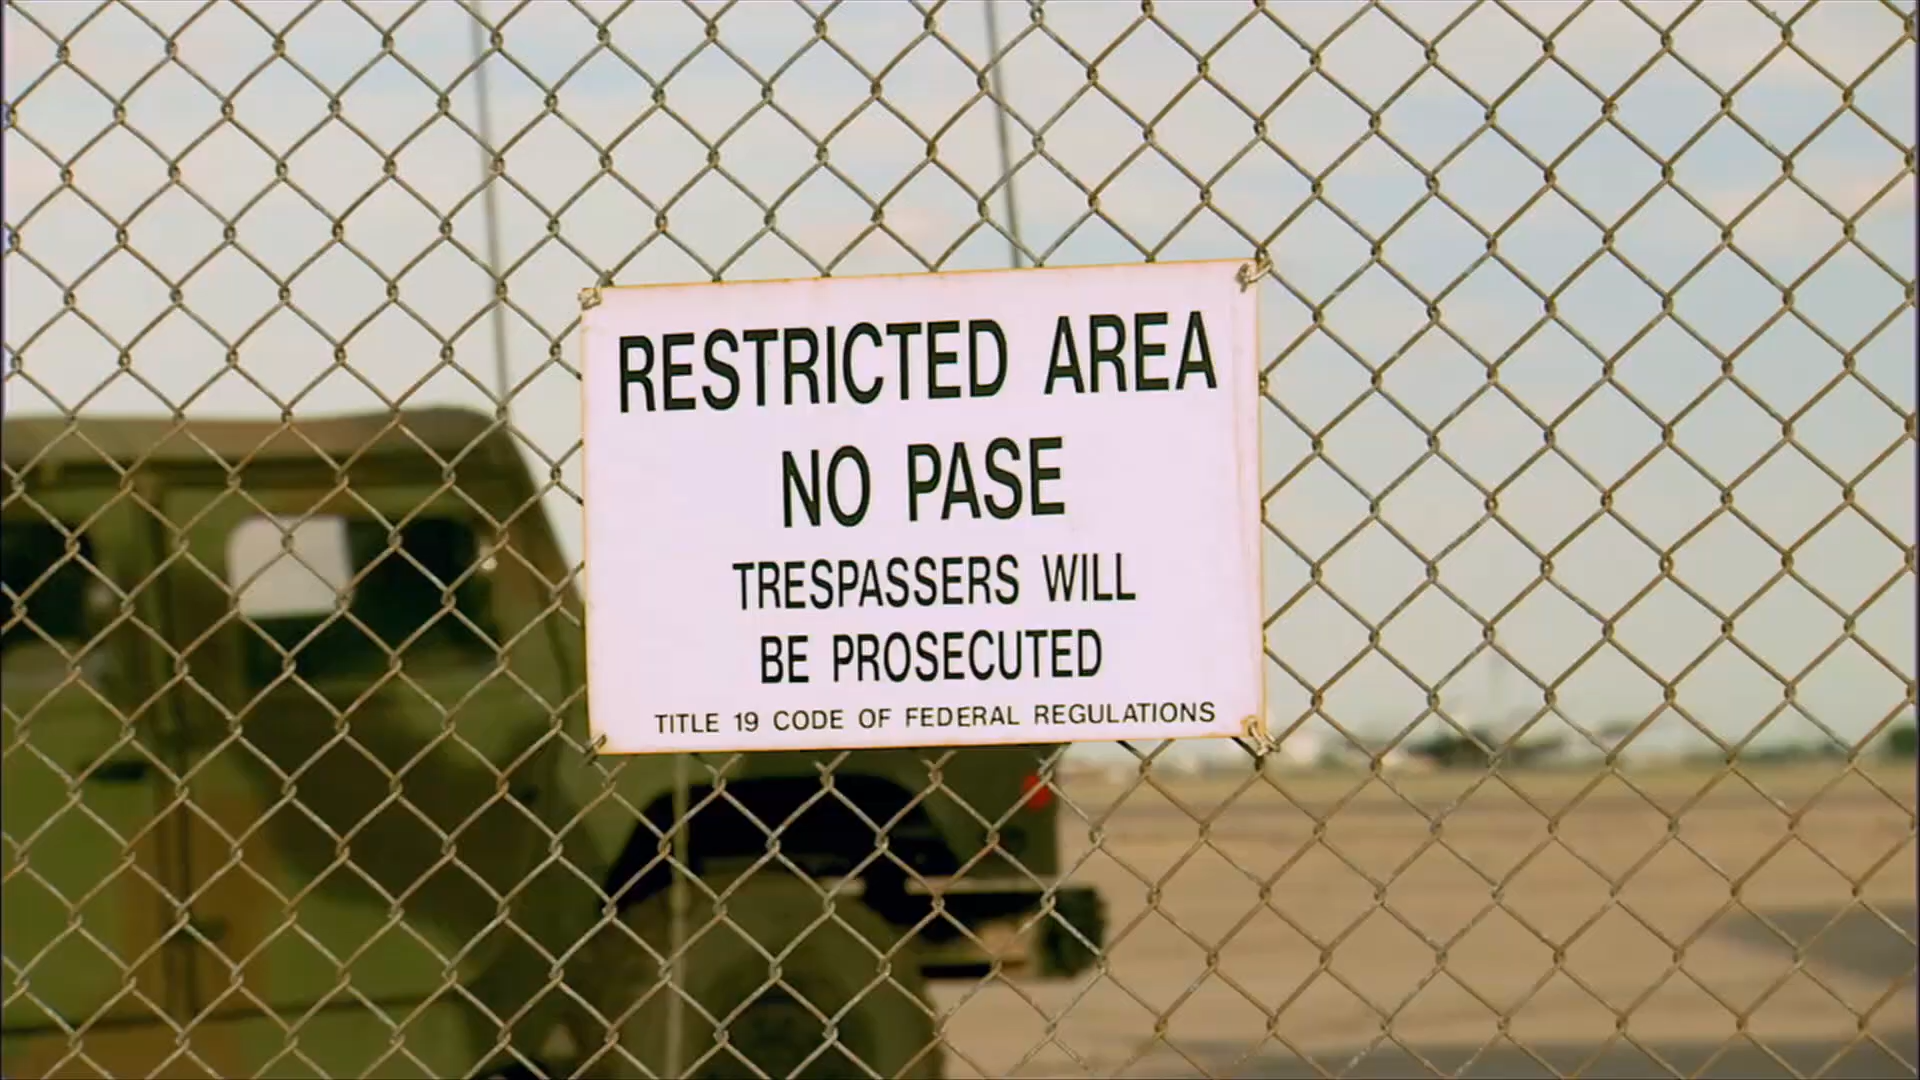 RESTRICTED AREA
NO PASE
TRESPASSERS WILL
BE PROSECUTED
TITLE 19 CODE OF FEDERAL REGULATIONS